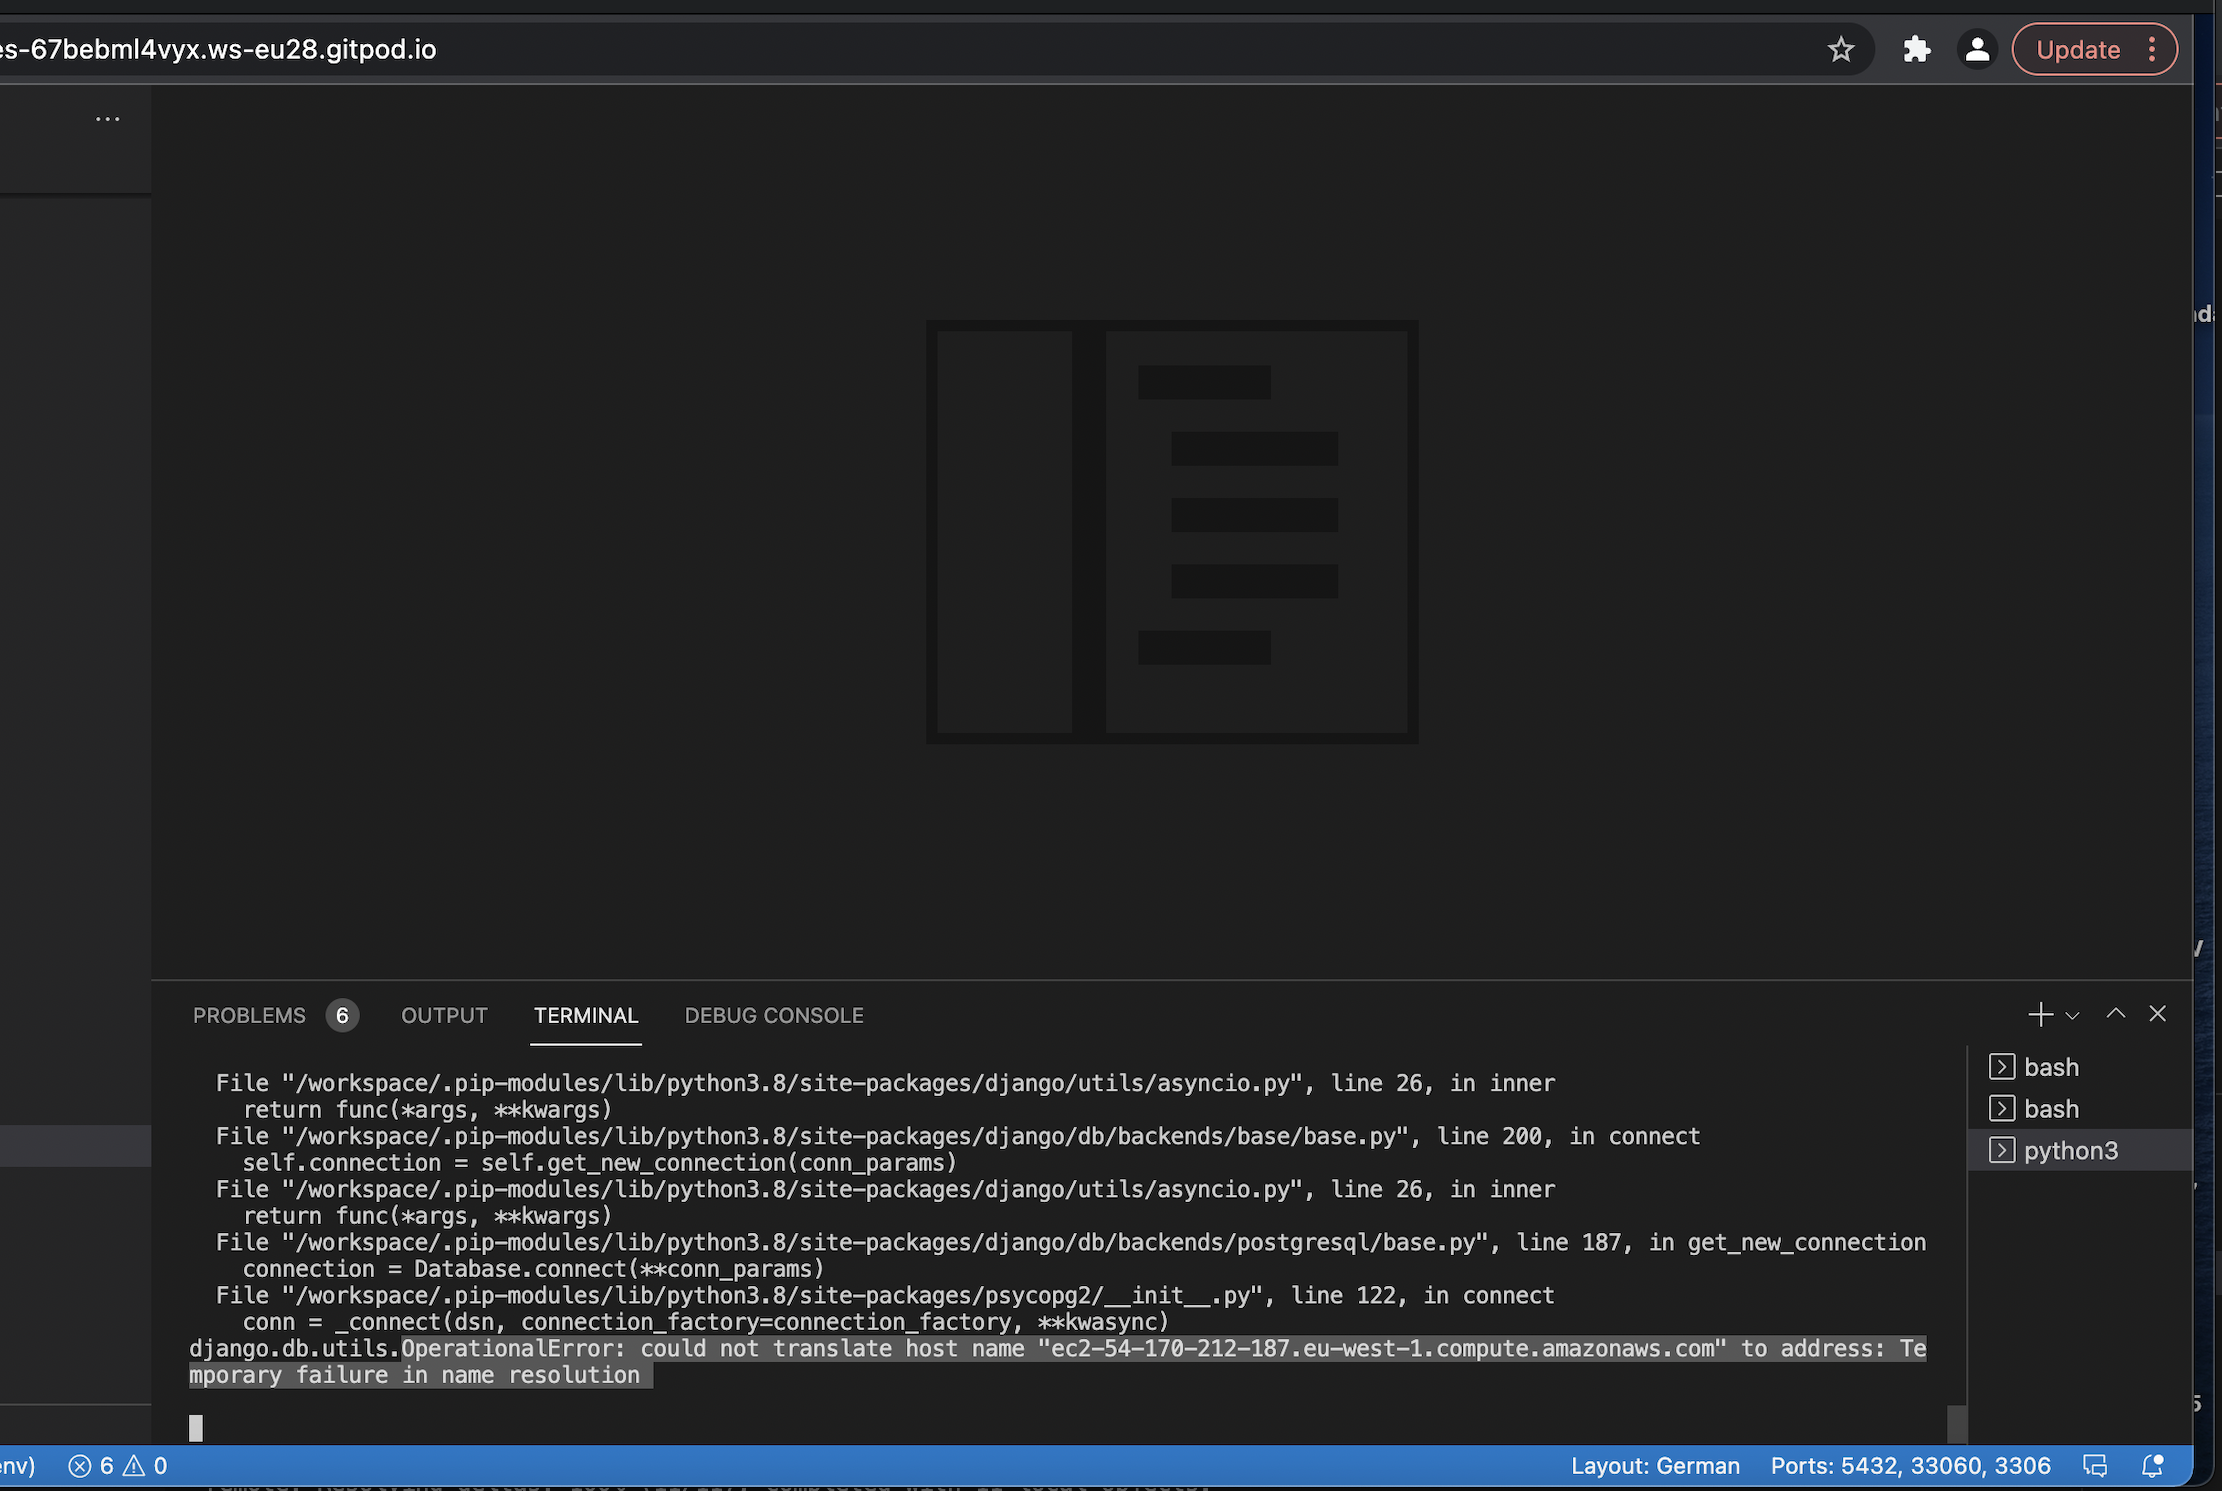 es-67bebml4vyx.ws-eu28.gitpod.io
Update
PROBLEMS 6 OUTPUT TERMINAL DEBUG CONSOLE
File "/workspace/.pip-modules/lib/python3.8/site-packages/django/utils/asyncio.py", line 26, in inner
return func(*args, **kwargs)
File "/workspace/.pip-modules/lib/python3.8/site-packages/django/db/backends/base/base.py", line 200, in connect
self.connection = self.get_new_connection(conn_params)
File "/workspace/.pip-modules/lib/python3.8/site-packages/django/utils/asyncio.py", line 26, in inner
return func(*args, **kwargs)
File "/workspace/.pip-modules/lib/python3.8/site-packages/django/db/backends/postgresql/base.py", line 187, in get_new_connection
connection = Database.connect(**conn_params)
File "/workspace/.pip-modules/lib/python3.8/site-packages/psycopg2/__init__.py", line 122, in connect
conn = _connect(dsn, connection_factory=connection_factory, **kwasync)
django.db.utils.OperationalError: could not translate host name "ec2-54-170-212-187.eu-west-1.compute.amazonaws.com" to address: Te
mporary failure in name resolution
bash
bash
python3
env) 6 0 Layout: German Ports: 5432, 33060, 3306